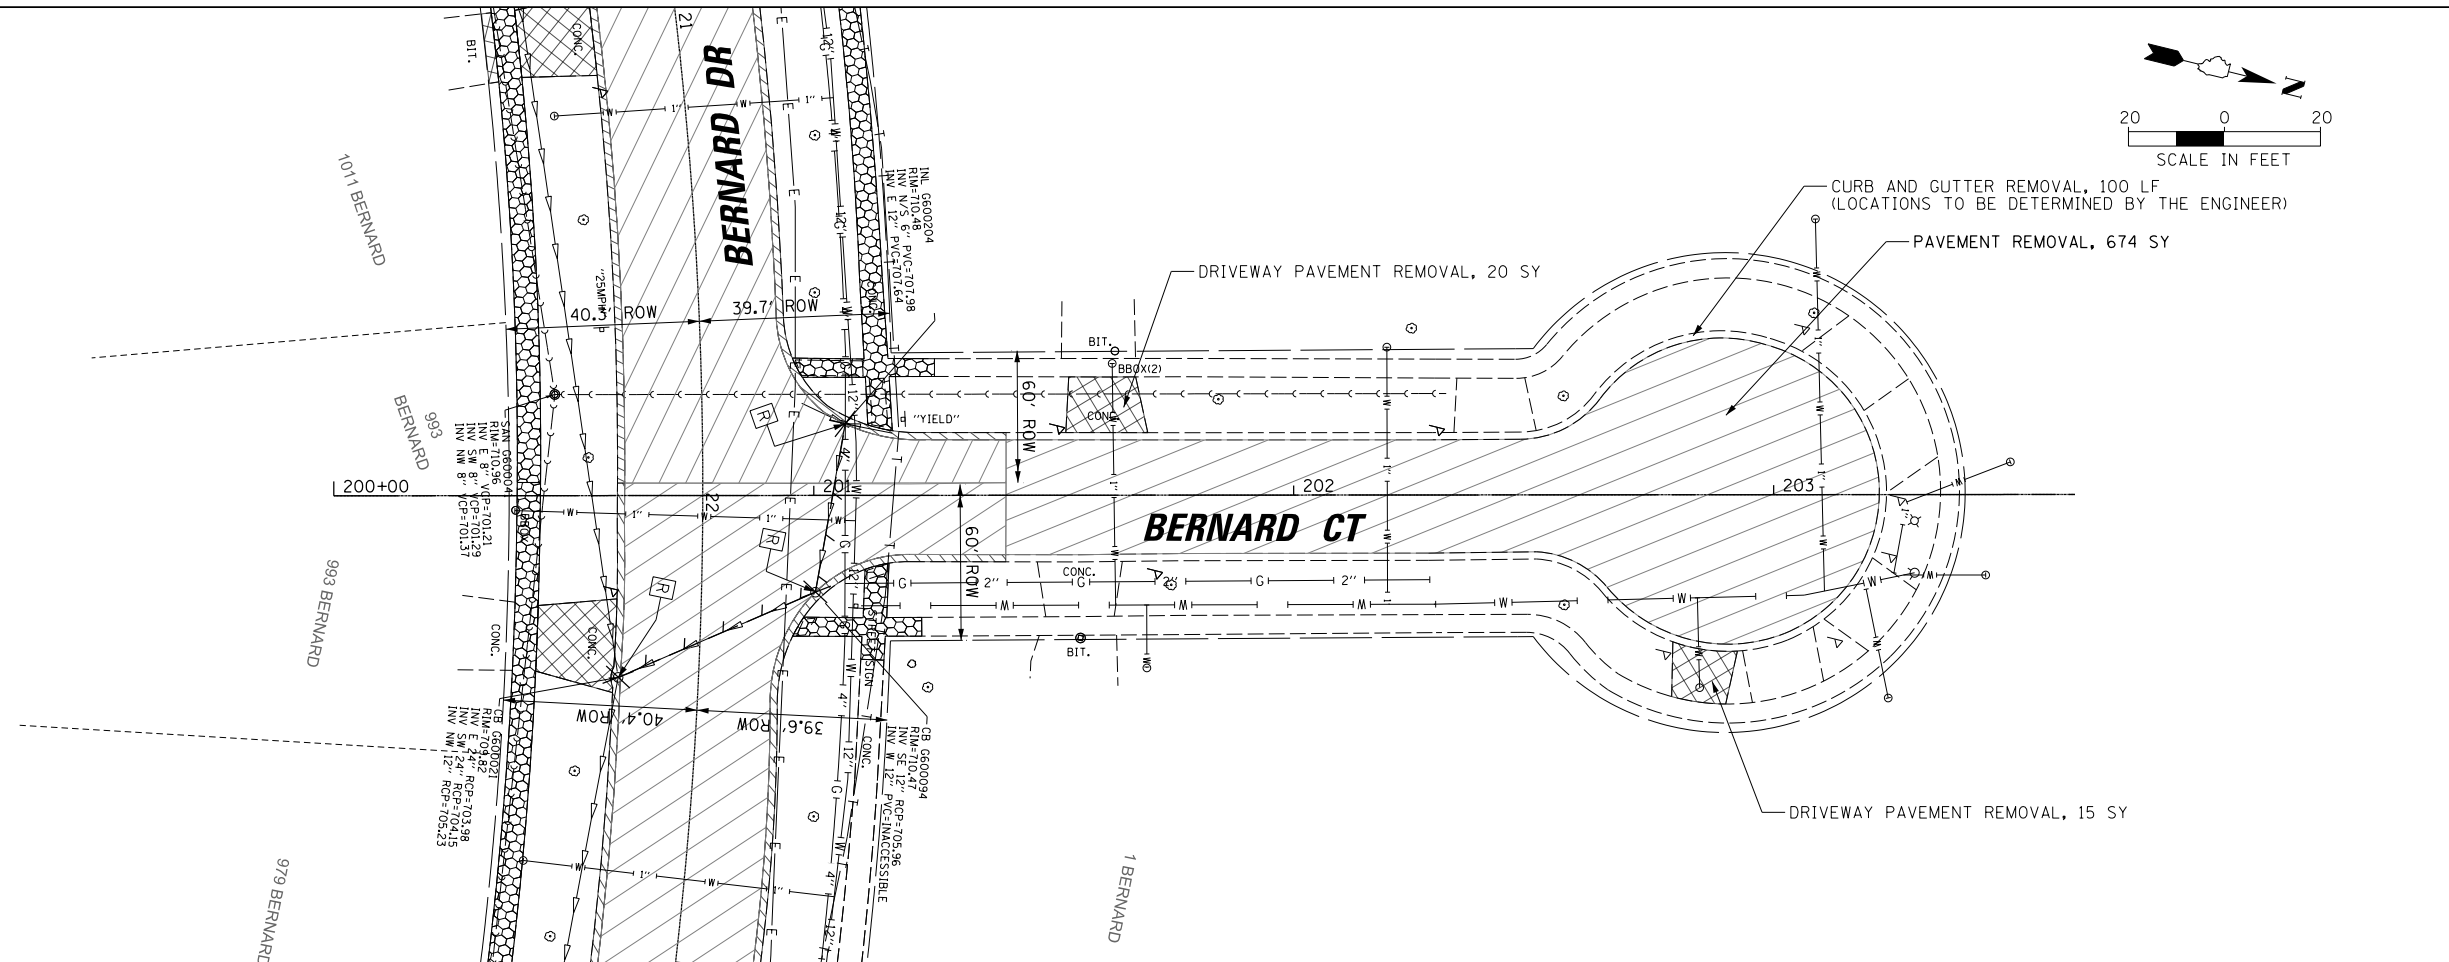 21
BERNARD DR
CONC.
BIT.
1011 BERNARD
"25MPH"
40.3' ROW
39.7' ROW
INL G600204
RIM=710.48
INV N/S 6" PVC=707.98
INV E 12" PVC=707.64
CONC.
N
20 0 20
SCALE IN FEET
CURB AND GUTTER REMOVAL, 100 LF
(LOCATIONS TO BE DETERMINED BY THE ENGINEER)
PAVEMENT REMOVAL, 674 SY
DRIVEWAY PAVEMENT REMOVAL, 20 SY
BIT.
BBOX(2)
CONC.
60' ROW
"YIELD"
R
993
BERNARD
SAN G600004
RIM=710.96
INV E 8" VCP=701.21
INV SW 8" VCP=701.29
INV NW 8" VCP=701.37
200+00
201
202
203
22
BERNARD CT
60' ROW
R
R
CONC.
G 2" G 2" G 2"
W W W W W
BIT.
STREET SIGN
993 BERNARD
CONC.
CONC.
40.4' ROW
39.6' ROW
CB G600021
RIM=709.82
INV E 24" RCP=703.98
INV SW 24" RCP=704.15
INV NW 12" RCP=705.23
CONC.
CB G600094
RIM=710.47
INV SE 12" RCP=705.96
INV W 12" PVC=INACCESSIBLE
DRIVEWAY PAVEMENT REMOVAL, 15 SY
979 BERNARD
1 BERNARD